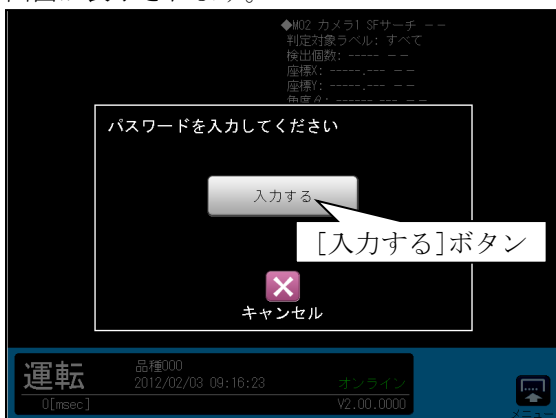 ◆M02 カメラ1 SFサーチ −−
判定対象ラベル: すべて
検出個数: ----- −−
座標X: -----.--- −−
座標Y: -----.--- −−
パスワードを入力してください
入力する
[入力する]ボタン
キャンセル
運転
品種000
2012/02/03 09:16:23
オンライン
0[msec]
V2.00.0000
メニュー